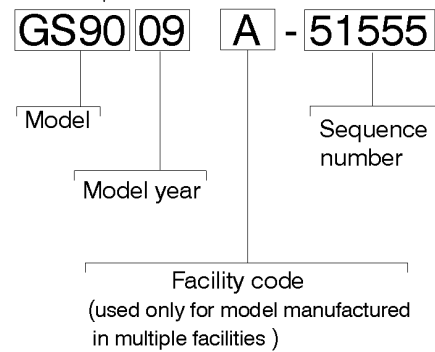 GS90 09 A - 51555
Model
Sequence
number
Model year
Facility code
(used only for model manufactured
in multiple facilities )